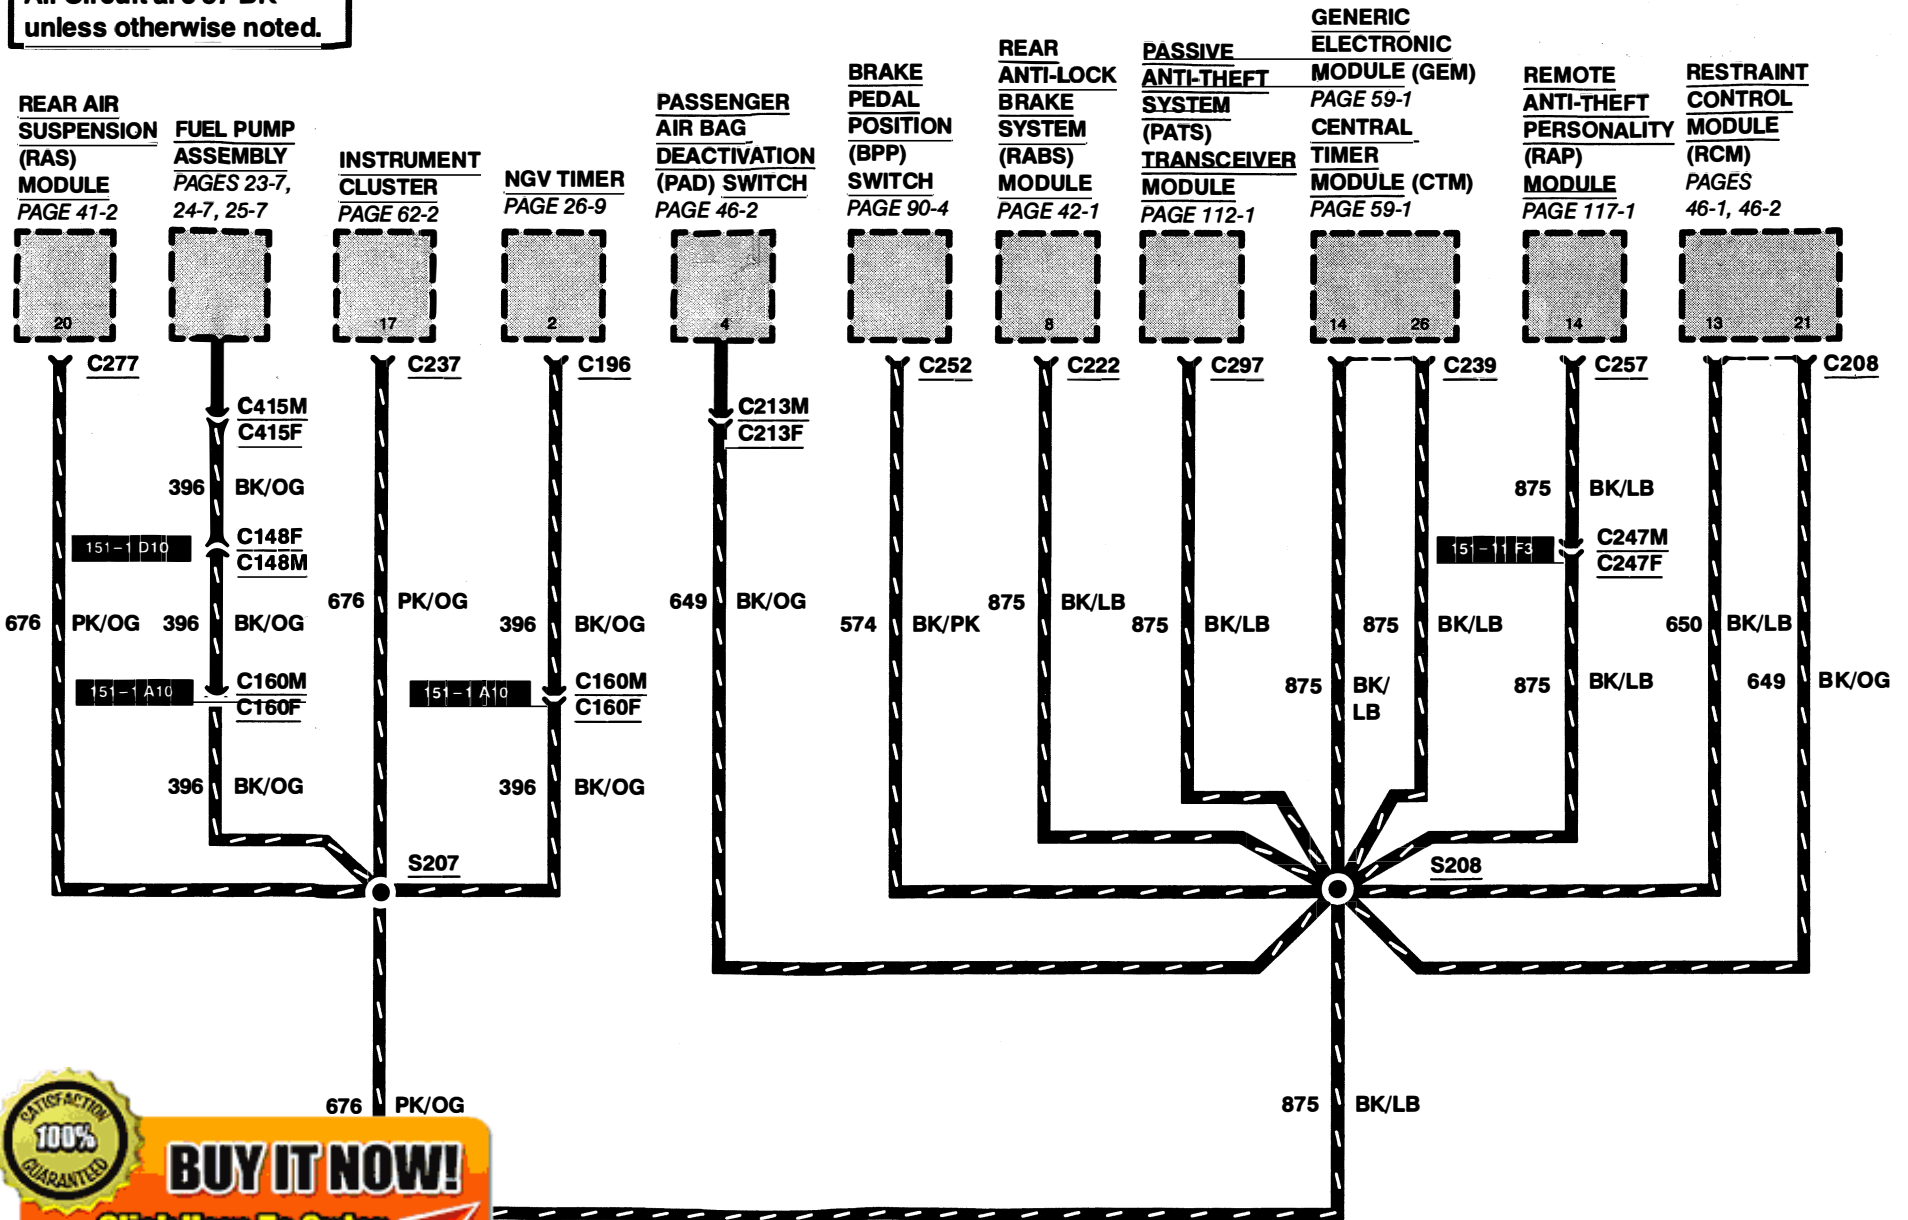 unless otherwise noted.
REAR AIR
SUSPENSION
(RAS)
MODULE
PAGE 41-2
FUEL PUMP
ASSEMBLY
PAGES 23-7,
24-7, 25-7
INSTRUMENT
CLUSTER
PAGE 62-2
NGV TIMER
PAGE 26-9
PASSENGER
AIR BAG
DEACTIVATION
(PAD) SWITCH
PAGE 46-2
BRAKE
PEDAL
POSITION
(BPP)
SWITCH
PAGE 90-4
REAR
ANTI-LOCK
BRAKE
SYSTEM
(RABS)
MODULE
PAGE 42-1
PASSIVE
ANTI-THEFT
SYSTEM
(PATS)
TRANSCEIVER
MODULE
PAGE 112-1
GENERIC
ELECTRONIC
MODULE (GEM)
PAGE 59-1
CENTRAL
TIMER
MODULE (CTM)
PAGE 59-1
REMOTE
ANTI-THEFT
PERSONALITY
(RAP)
MODULE
PAGE 117-1
RESTRAINT
CONTROL
MODULE
(RCM)
PAGES
46-1, 46-2
20
17
2
4
8
14 26
14
13 21
C277
C237
C196
C252
C222
C297
C239
C257
C208
C415M
C415F
C213M
C213F
396 BK/OG
875 BK/LB
151-1 D10
C148F
C148M
151-11 F3
C247M
C247F
676 PK/OG
396 BK/OG
676 PK/OG
396 BK/OG
649 BK/OG
574 BK/PK
875 BK/LB
875 BK/LB
875 BK/LB
650 BK/LB
151-1 A10
C160M
C160F
151-1 A10
C160M
C160F
875 BK/
LB
875 BK/LB
649 BK/OG
396 BK/OG
396 BK/OG
S207
S208
676 PK/OG
875 BK/LB
SATISFACTION
100%
GUARANTEED
BUY IT NOW!